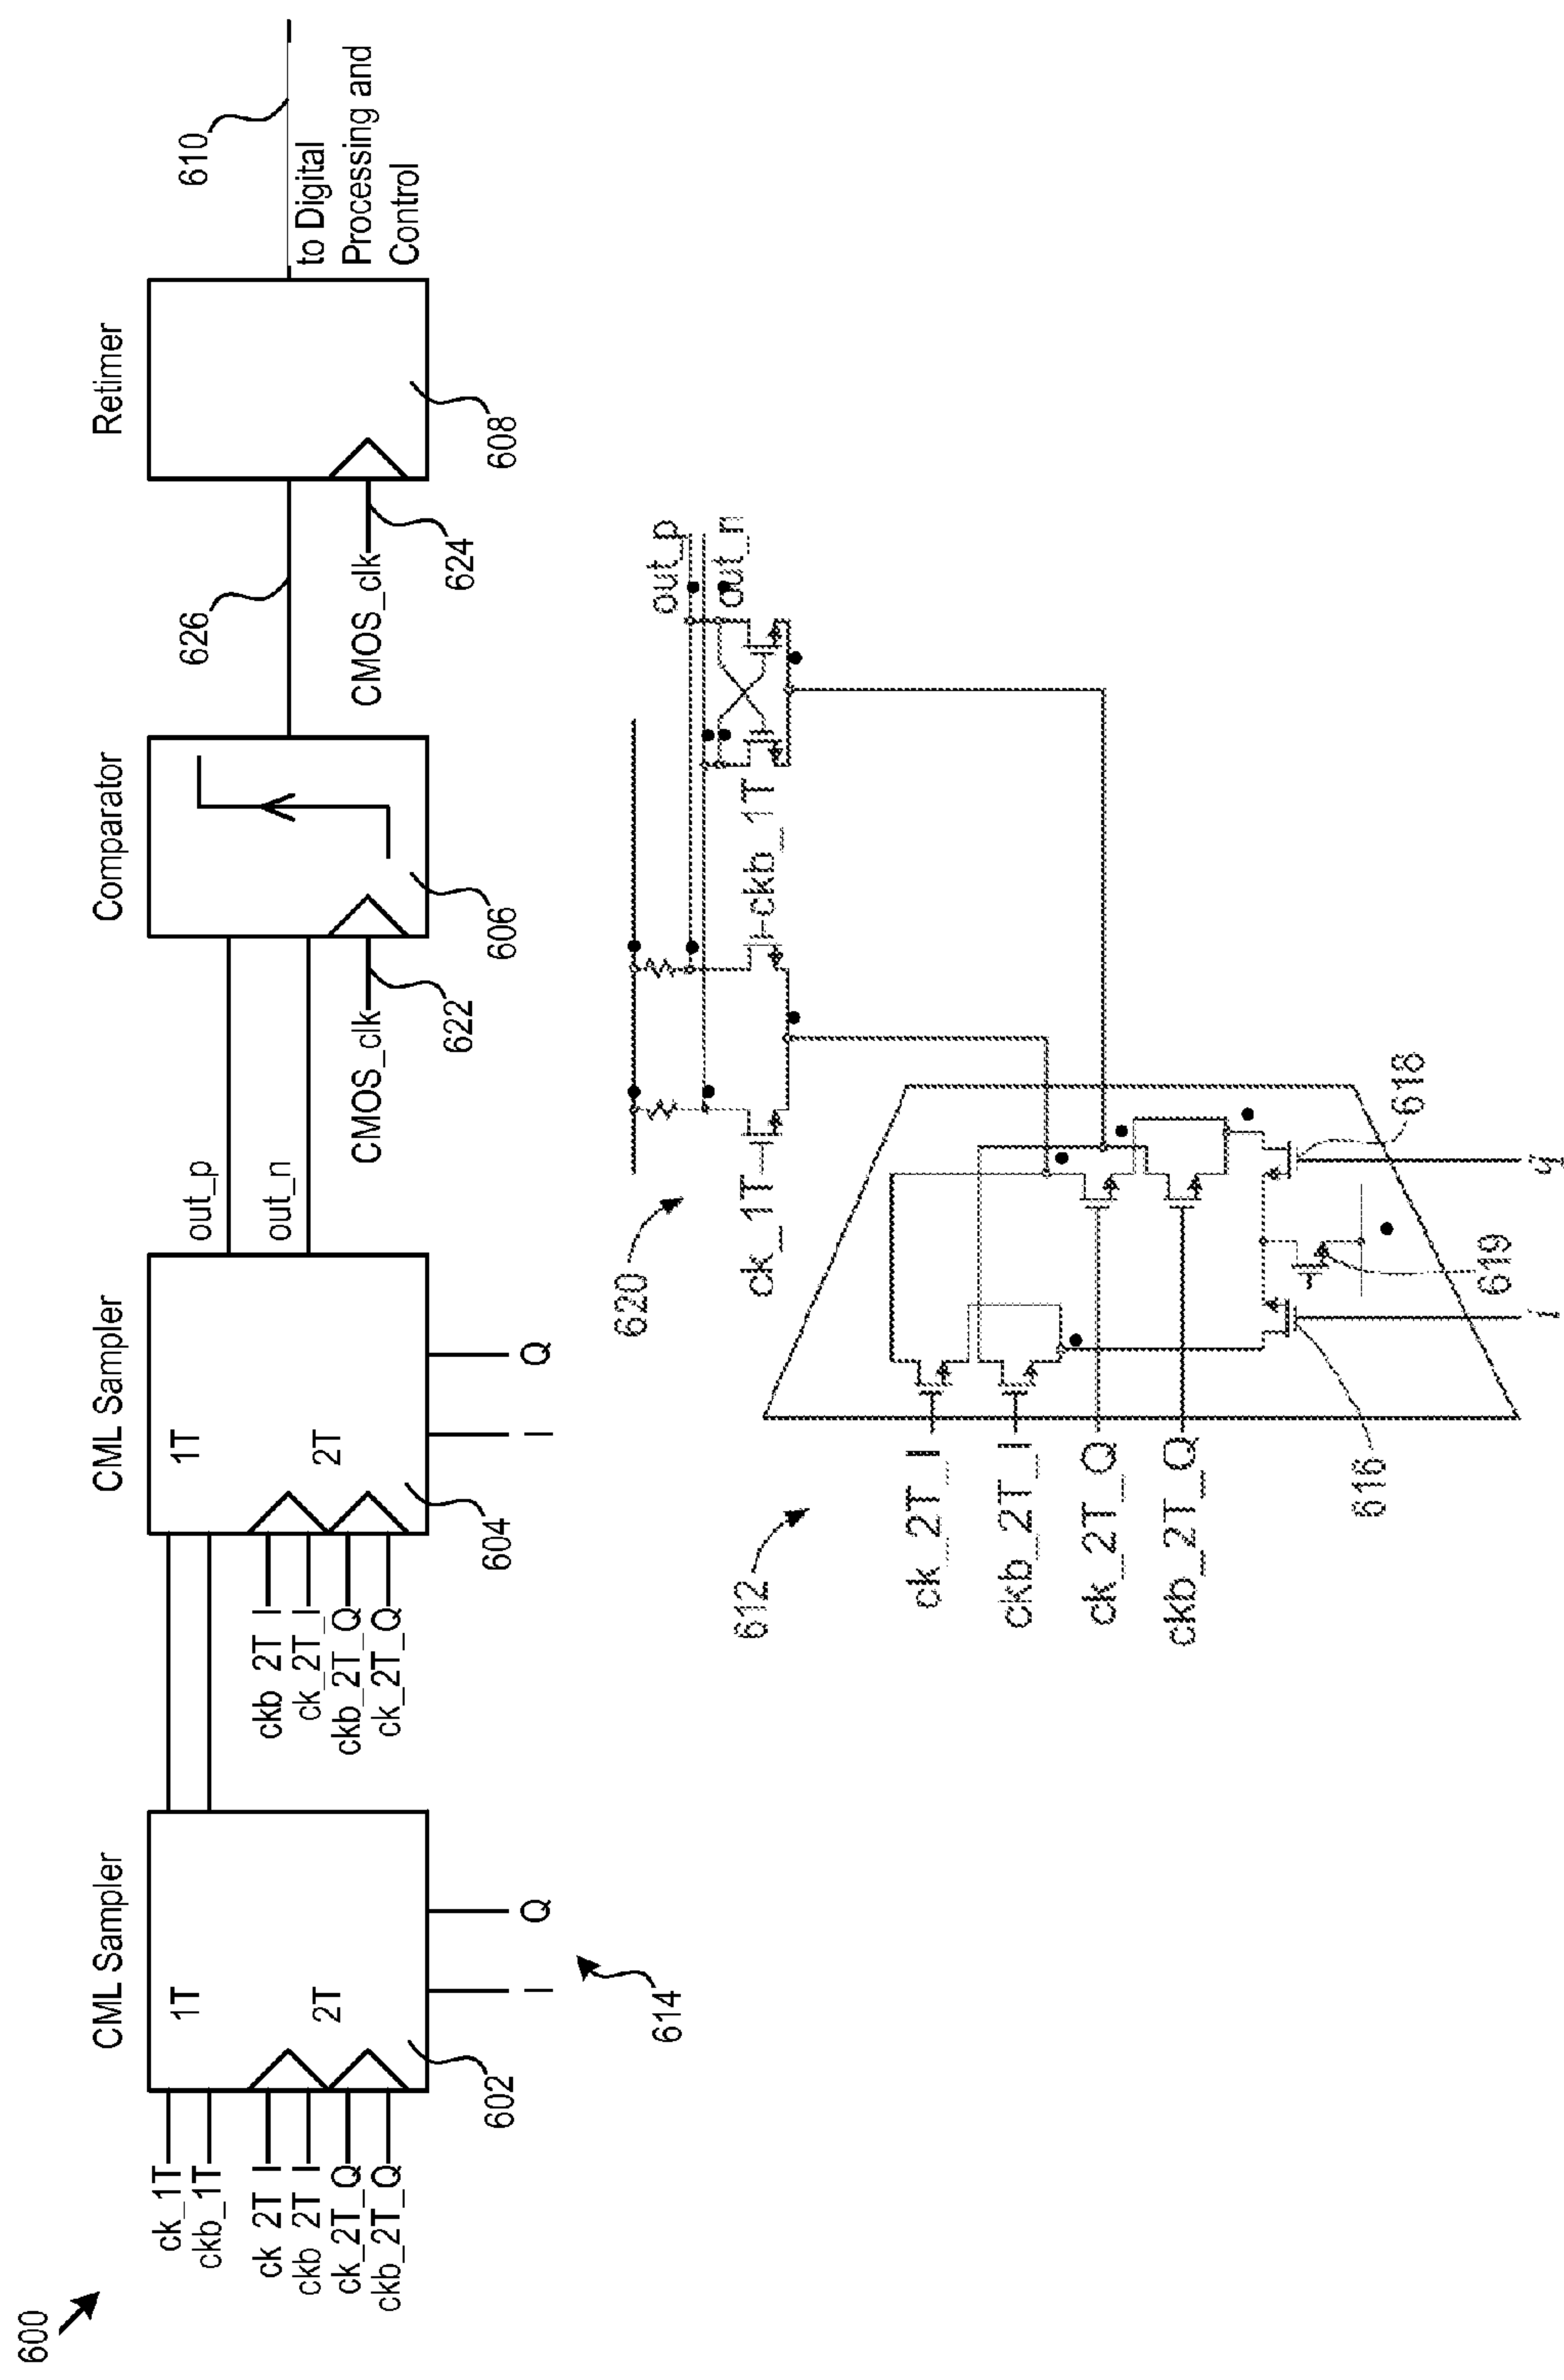 600
CML Sampler
CML Sampler
Comparator
Retimer
ck_1T
ckb_1T
ck_2T_I
ckb_2T_I
ck_2T_Q
ckb_2T_Q
1T
2T
602
I
Q
614
ckb_2T_I
ck_2T_I
ckb_2T_Q
ck_2T_Q
1T
2T
604
I
Q
out_p
out_n
CMOS_clk
622
606
626
CMOS_clk
624
608
610
to Digital
Processing and
Control
612
ck_2T_I
ckb_2T_I
ck_2T_Q
ckb_2T_Q
616
619
618
i
620
ck_1T
ckb_1T
out_p
out_n